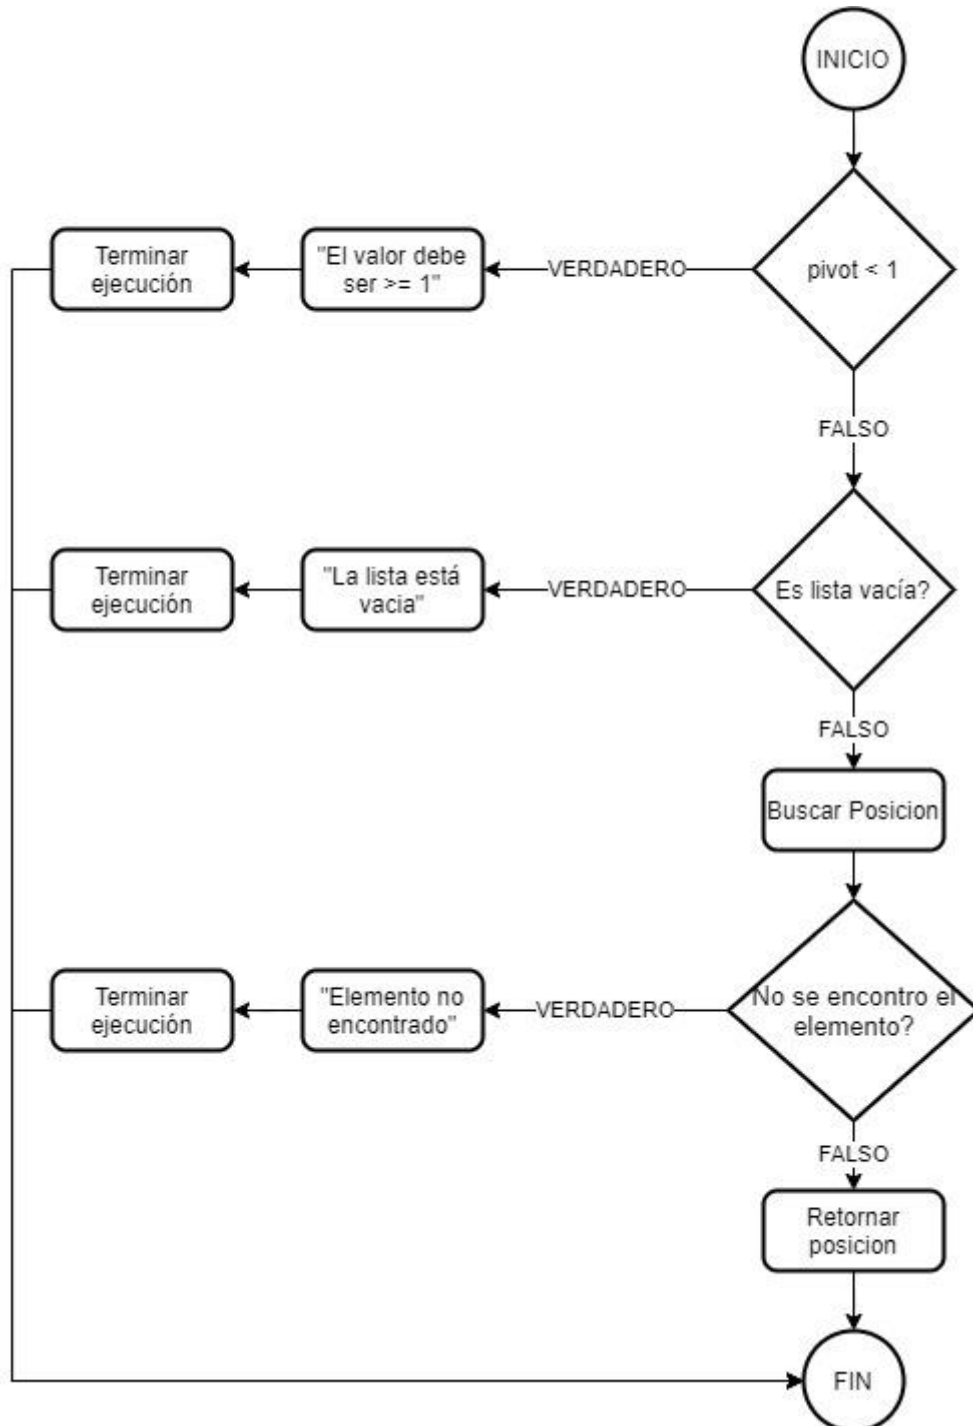 INICIO
pivot < 1
VERDADERO
"El valor debe
ser >= 1"
Terminar
ejecución
FALSO
Es lista vacía?
VERDADERO
"La lista está
vacia"
Terminar
ejecución
FALSO
Buscar Posicion
No se encontro el
elemento?
VERDADERO
"Elemento no
encontrado"
Terminar
ejecución
FALSO
Retornar
posicion
FIN